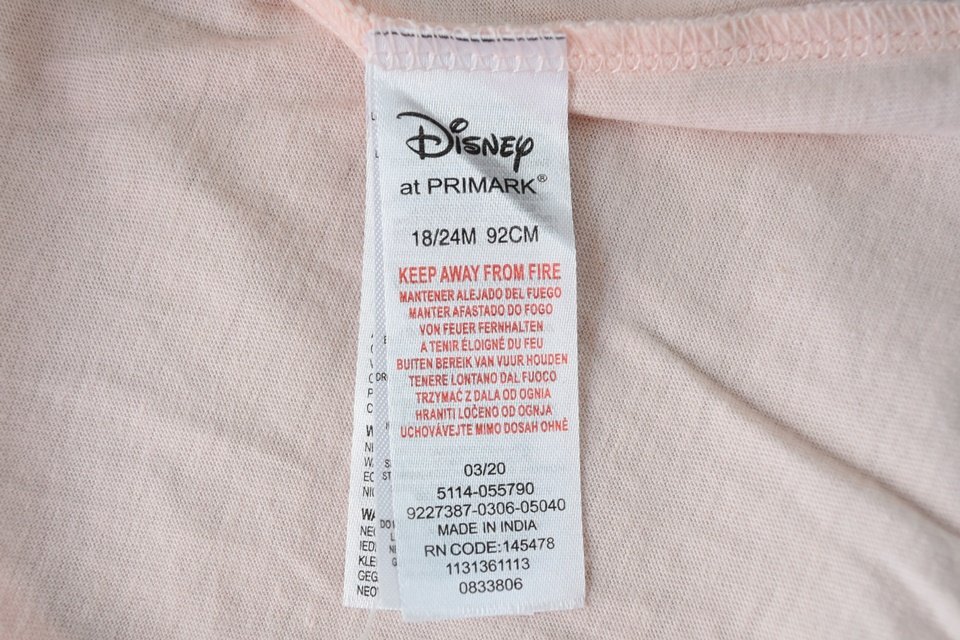 Disney
at PRIMARK®
18/24M 92CM
KEEP AWAY FROM FIRE
MANTENER ALEJADO DEL FUEGO
MANTER AFASTADO DO FOGO
VON FEUER FERNHALTEN
A TENIR ÉLOIGNÉ DU FEU
BUITEN BEREIK VAN VUUR HOUDEN
TENERE LONTANO DAL FUOCO
TRZYMAĆ Z DALA OD OGNIA
HRANITI LOČENO OD OGNJA
UCHOVÁVEJTE MIMO DOSAH OHNĚ
03/20
5114-055790
9227387-0306-05040
MADE IN INDIA
RN CODE:145478
1131361113
0833806